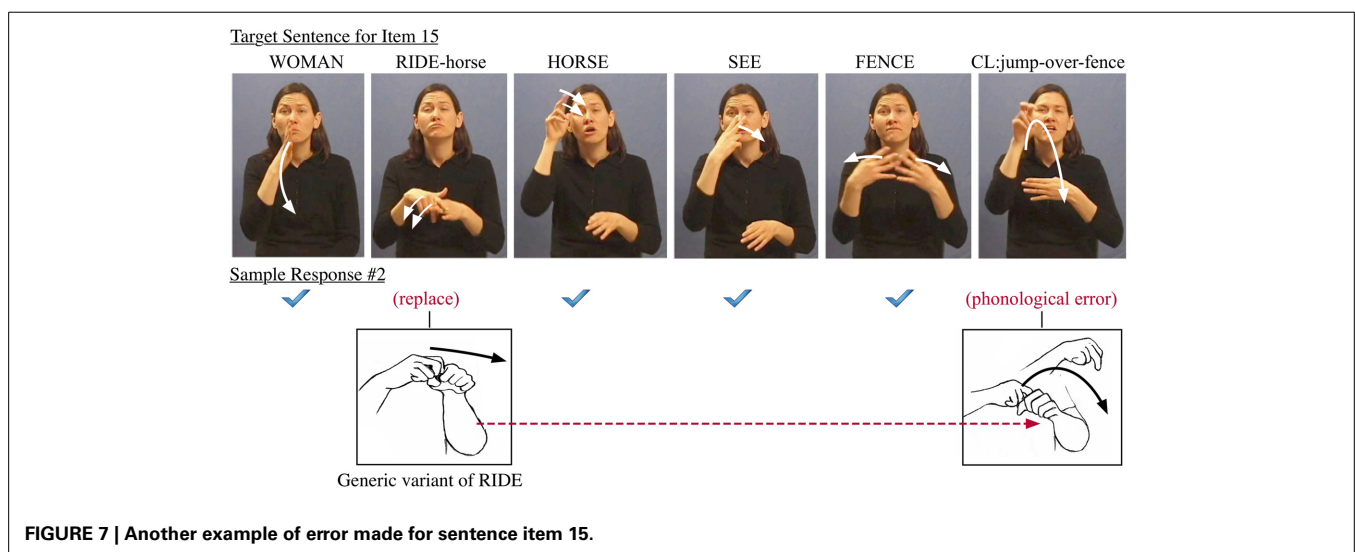 Target Sentence for Item 15
WOMAN RIDE-horse HORSE SEE FENCE CL:jump-over-fence
Sample Response #2
(replace) (phonological error)
Generic variant of RIDE
FIGURE 7 | Another example of error made for sentence item 15.